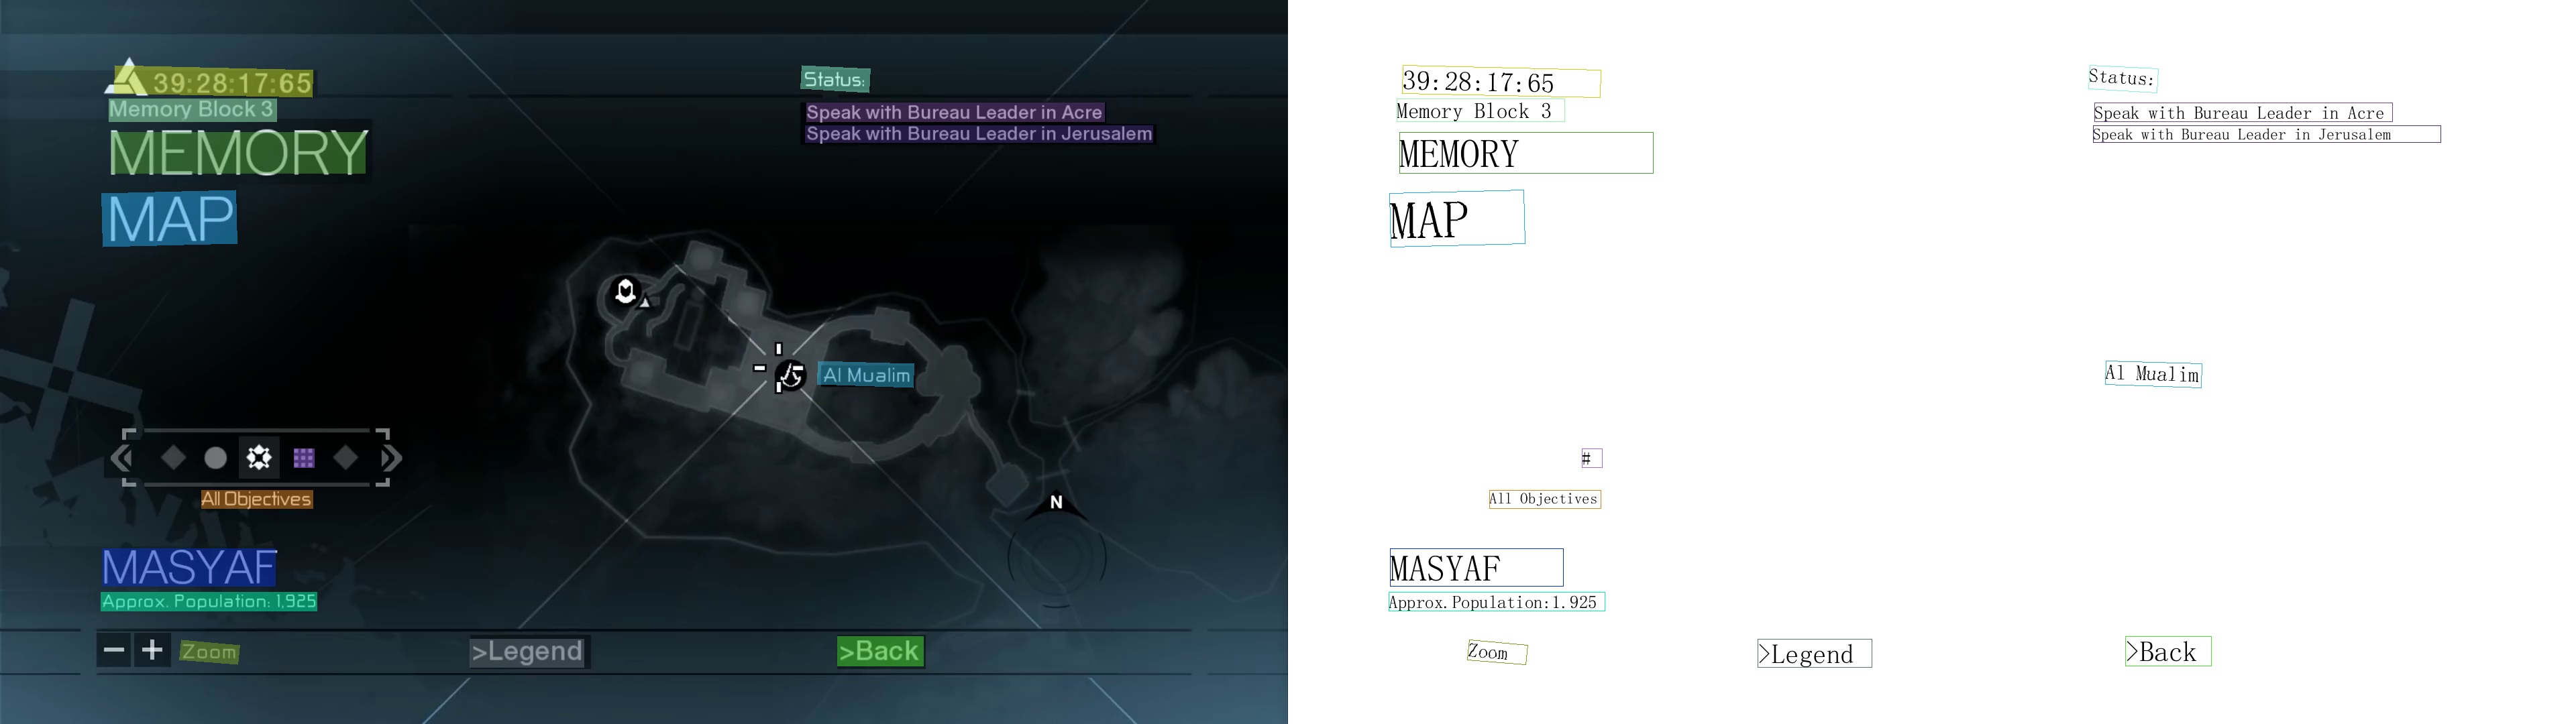 39:28:17:65
Memory Block 3
MEMORY
MAP
Status:
Speak with Bureau Leader in Acre
Speak with Bureau Leader in Jerusalem
Al Mualim
All Objectives
N
MASYAF
Approx. Population: 1,925
Zoom
>Legend
>Back
39:28:17:65
Memory Block 3
MEMORY
MAP
Status:
Speak with Bureau Leader in Acre
Speak with Bureau Leader in Jerusalem
Al Mualim
#
All Objectives
MASYAF
Approx.Population:1.925
Zoom
>Legend
>Back